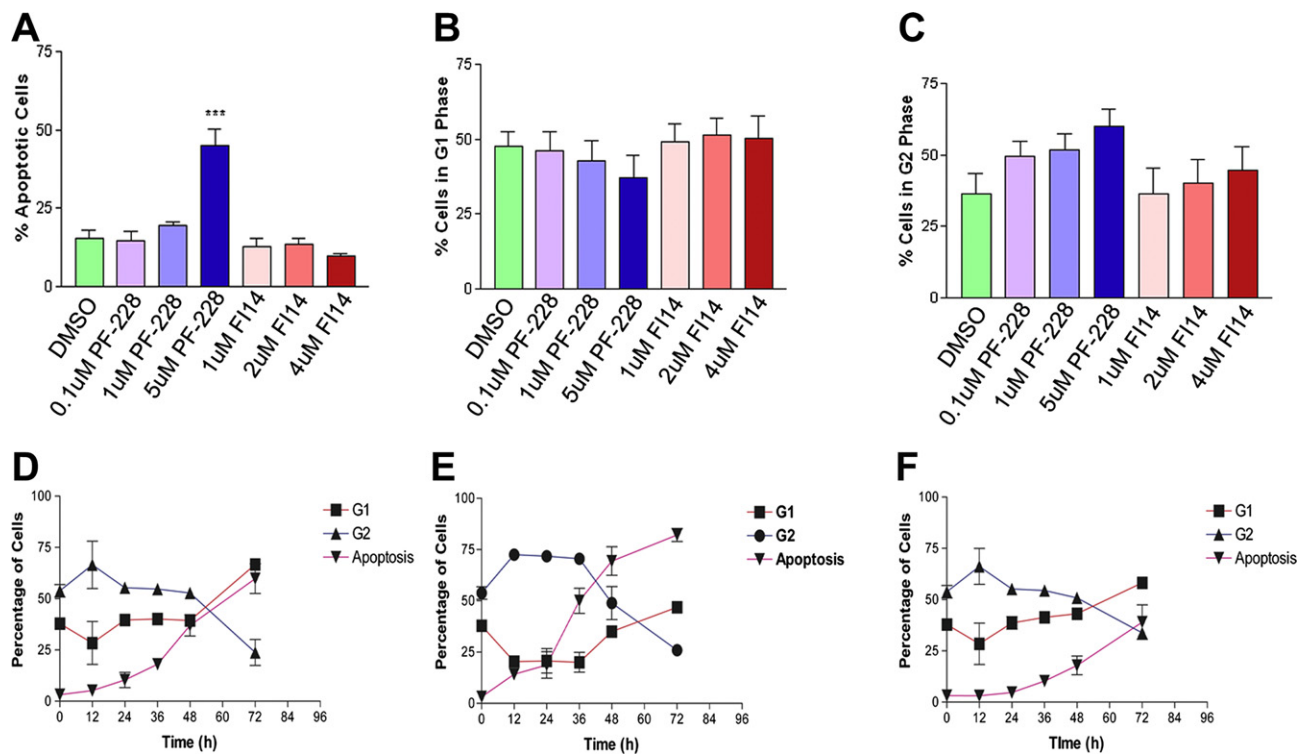 A
% Apoptotic Cells
75
50
25
0
***
DMSO
0.1uM PF-228
1uM PF-228
5uM PF-228
1uM FI14
2uM FI14
4uM FI14
B
% Cells in G1 Phase
75
50
25
0
DMSO
0.1uM PF-228
1uM PF-228
5uM PF-228
1uM FI14
2uM FI14
4uM FI14
C
% Cells in G2 Phase
75
50
25
0
DMSO
0.1uM PF-228
1uM PF-228
5uM PF-228
1uM FI14
2uM FI14
4uM FI14
D
Percentage of Cells
100
75
50
25
0
0 12 24 36 48 60 72 84 96
Time (h)
G1
G2
Apoptosis
E
Percentage of Cells
100
75
50
25
0
0 12 24 36 48 60 72 84 96
Time (h)
G1
G2
Apoptosis
F
Percentage of Cells
100
75
50
25
0
0 12 24 36 48 60 72 84 96
TIme (h)
G1
G2
Apoptosis